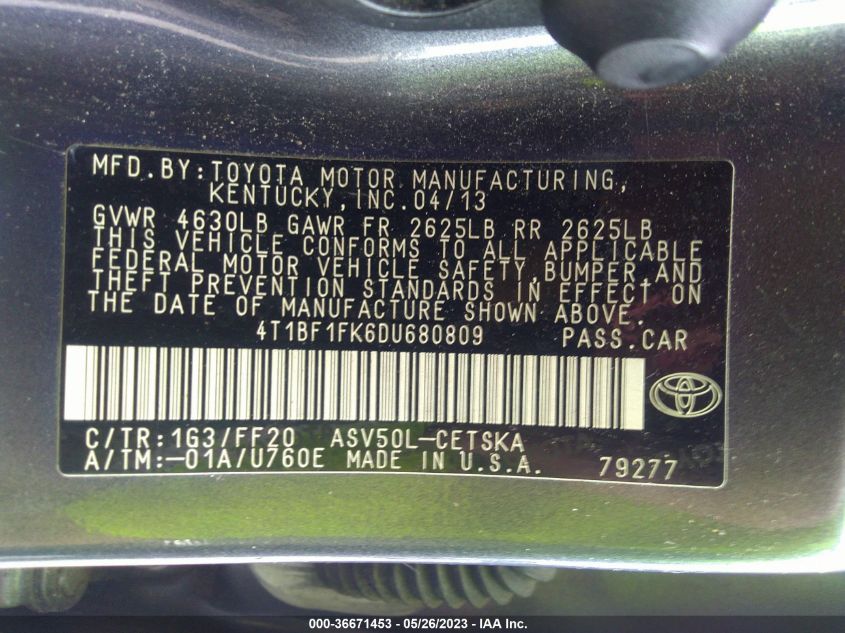 MFD.BY:TOYOTA MOTOR MANUFACTURING,
KENTUCKY,INC.04/13
GVWR 4630LB GAWR FR 2625LB RR 2625LB
THIS VEHICLE CONFORMS TO ALL APPLICABLE
FEDERAL MOTOR VEHICLE SAFETY,BUMPER,AND
THEFT PREVENTION STANDARDS IN EFFECT ON
THE DATE OF MANUFACTURE SHOWN ABOVE.
4T1BF1FK6DU680809 PASS.CAR
C/TR:1G3/FF20 ASV50L-CETSKA
A/TM:-01A/U760E MADE IN U.S.A. 79277
000-36671453 - 05/26/2023 - IAA Inc.